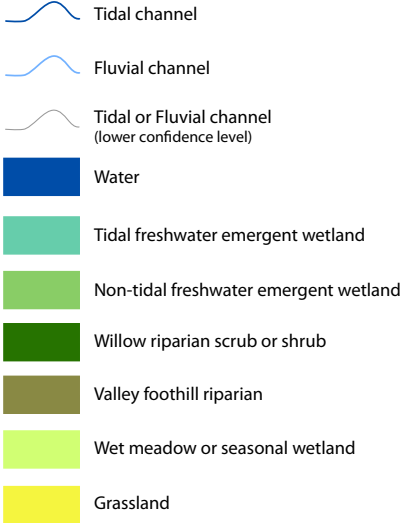 Tidal channel
Fluvial channel
Tidal or Fluvial channel
(lower confidence level)
Water
Tidal freshwater emergent wetland
Non-tidal freshwater emergent wetland
Willow riparian scrub or shrub
Valley foothill riparian
Wet meadow or seasonal wetland
Grassland